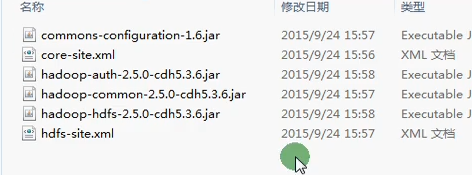 名称 修改日期 类型
commons-configuration-1.6.jar 2015/9/24 15:57 Executable J
core-site.xml 2015/9/24 15:56 XML 文档
hadoop-auth-2.5.0-cdh5.3.6.jar 2015/9/24 15:58 Executable J
hadoop-common-2.5.0-cdh5.3.6.jar 2015/9/24 15:57 Executable J
hadoop-hdfs-2.5.0-cdh5.3.6.jar 2015/9/24 15:58 Executable J
hdfs-site.xml 2015/9/24 15:57 XML 文档